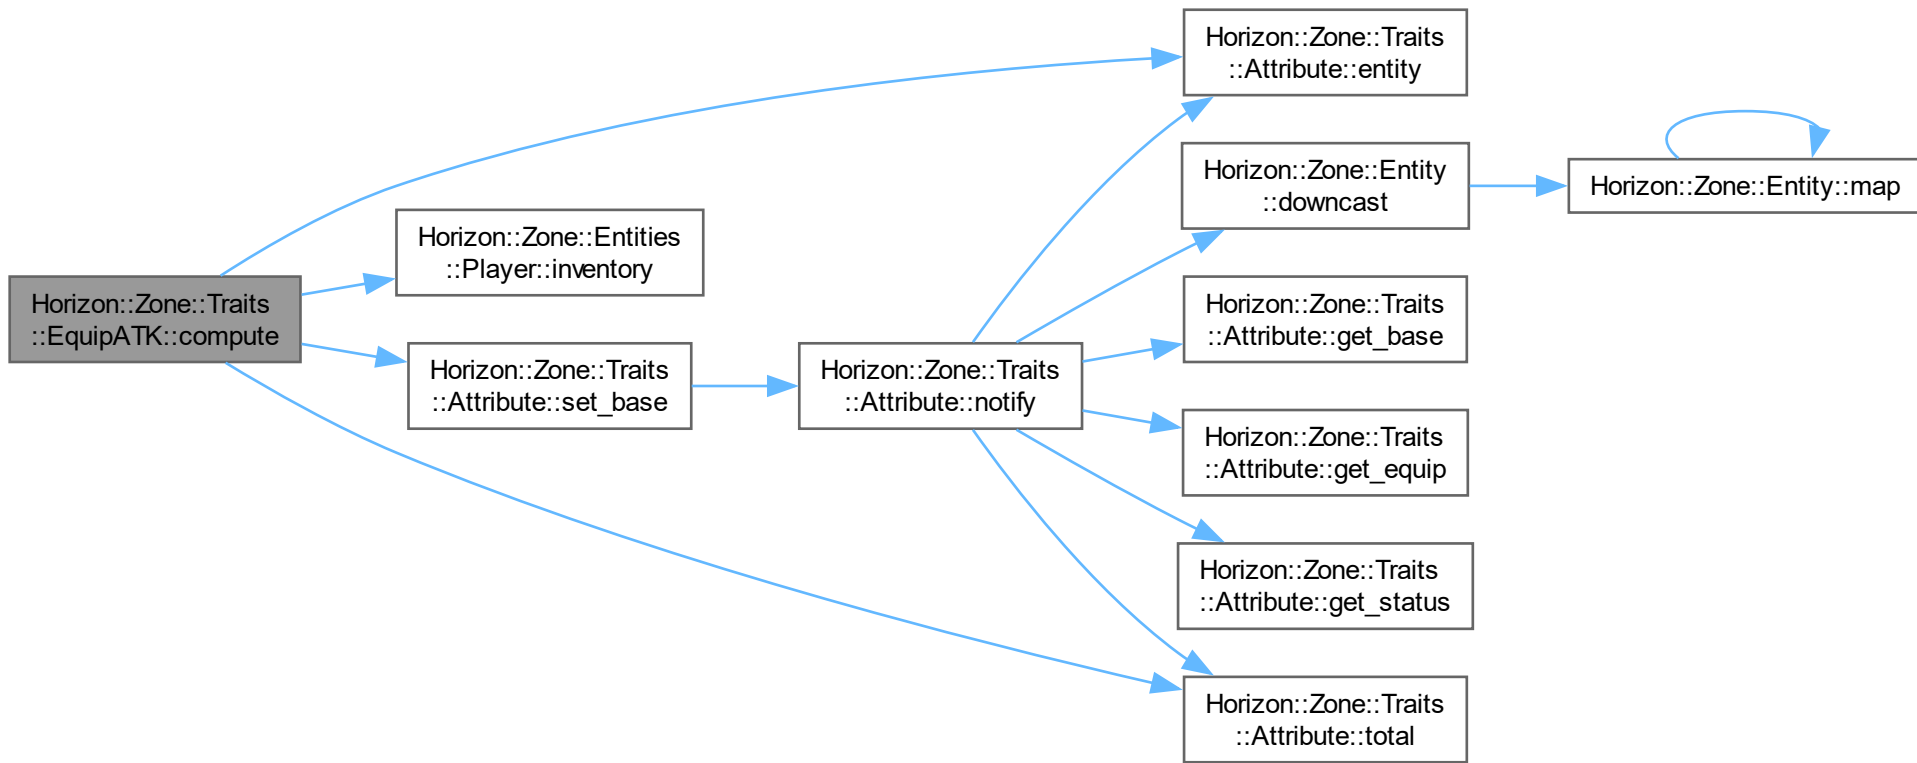 Horizon::Zone::Traits
::EquipATK::compute
Horizon::Zone::Entities
::Player::inventory
Horizon::Zone::Traits
::Attribute::set_base
Horizon::Zone::Traits
::Attribute::notify
Horizon::Zone::Traits
::Attribute::entity
Horizon::Zone::Entity
::downcast
Horizon::Zone::Entity::map
Horizon::Zone::Traits
::Attribute::get_base
Horizon::Zone::Traits
::Attribute::get_equip
Horizon::Zone::Traits
::Attribute::get_status
Horizon::Zone::Traits
::Attribute::total